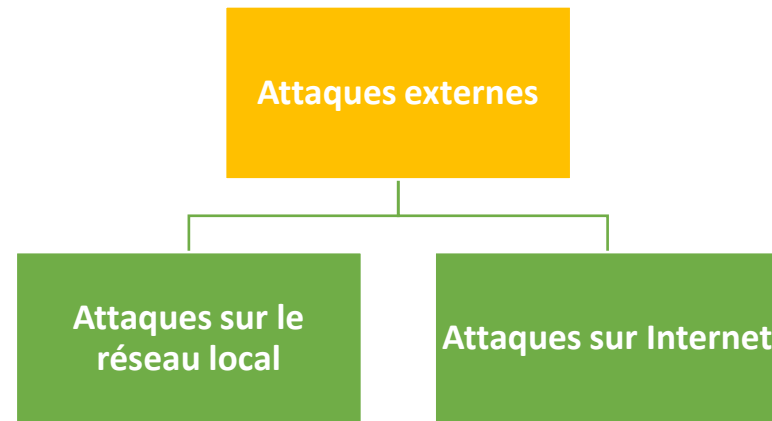 Attaques externes
Attaques sur le
réseau local
Attaques sur Internet